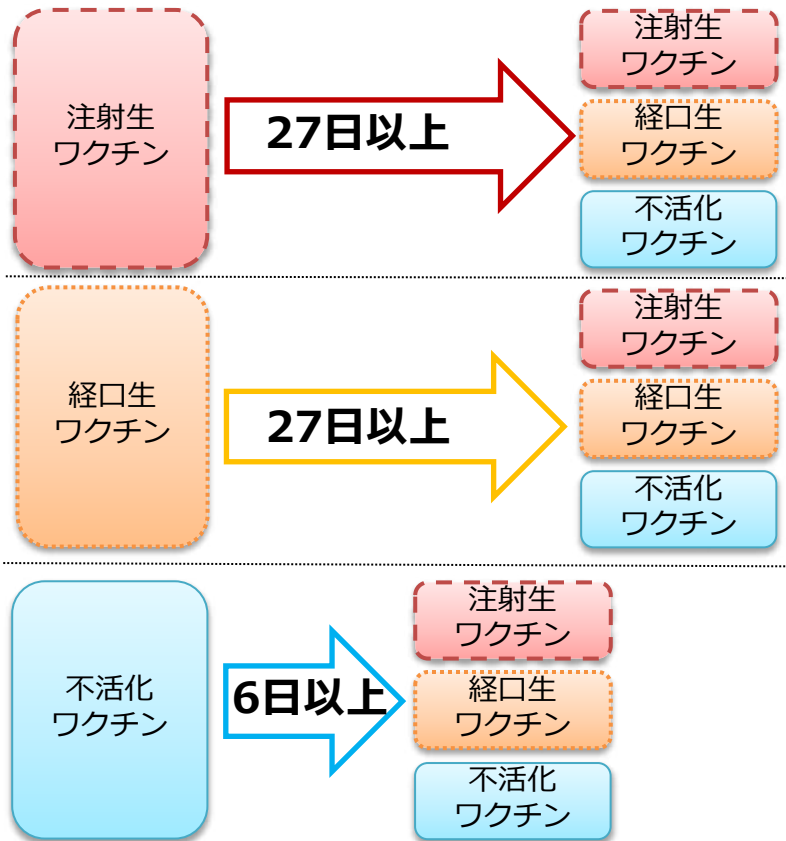 注射生
ワクチン
27日以上
注射生
ワクチン
経口生
ワクチン
不活化
ワクチン
経口生
ワクチン
27日以上
注射生
ワクチン
経口生
ワクチン
不活化
ワクチン
不活化
ワクチン
6日以上
注射生
ワクチン
経口生
ワクチン
不活化
ワクチン